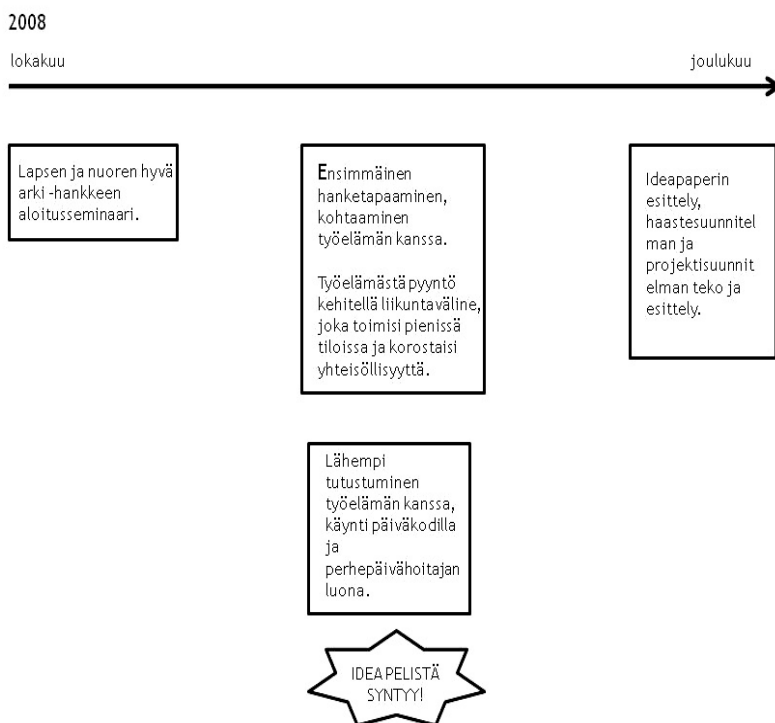 2008
lokakuu
joulukuu
Lapsen ja nuoren hyvä
arki -hankkeen
aloitusseminaari.
Ensimmäinen
hanketapaaminen,
kohtaaminen
työelämän kanssa.
Työelämästä pyyntö
kehitellä liikuntaväline,
joka toimisi pienissä
tiloissa ja korostaisi
yhteisöllisyyttä.
Lähempi
tutustuminen
työelämän kanssa,
käynti päiväkodilla
ja
perhepäivähoitajan
luona.
IDEA PELISTÄ
SYNTYY!
Ideapaperin
esittely,
haastesuunnitel
man ja
projektisuunnit
elman teko ja
esittely.